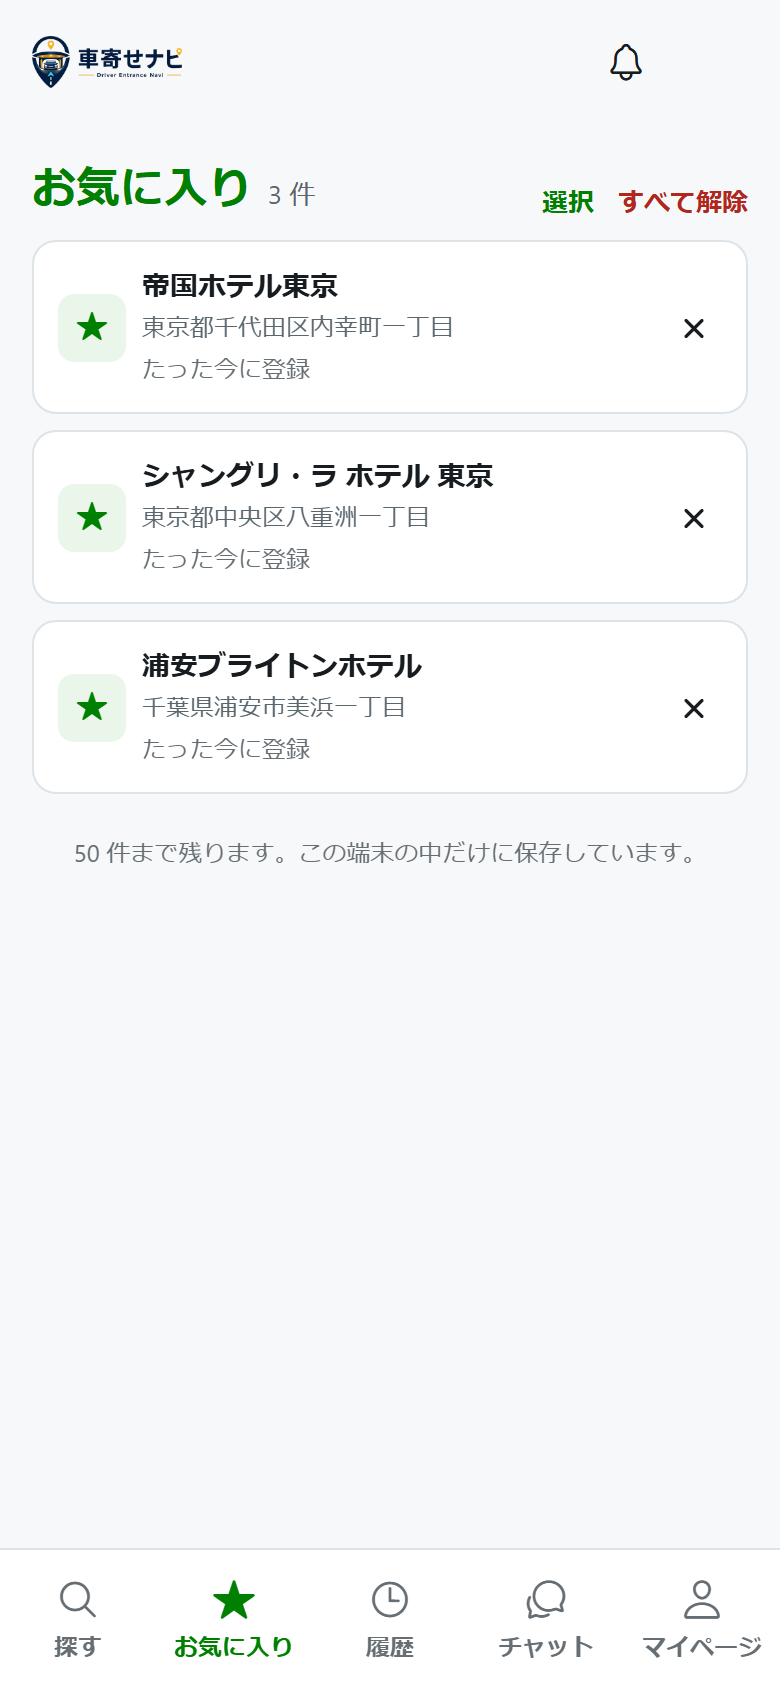 車寄せナビ
Driver Entrance Navi
お気に入り 3 件
選択 すべて解除
帝国ホテル東京
東京都千代田区内幸町一丁目
たった今に登録
シャングリ・ラ ホテル 東京
東京都中央区八重洲一丁目
たった今に登録
浦安ブライトンホテル
千葉県浦安市美浜一丁目
たった今に登録
50 件まで残ります。この端末の中だけに保存しています。
探す
お気に入り
履歴
チャット
マイページ